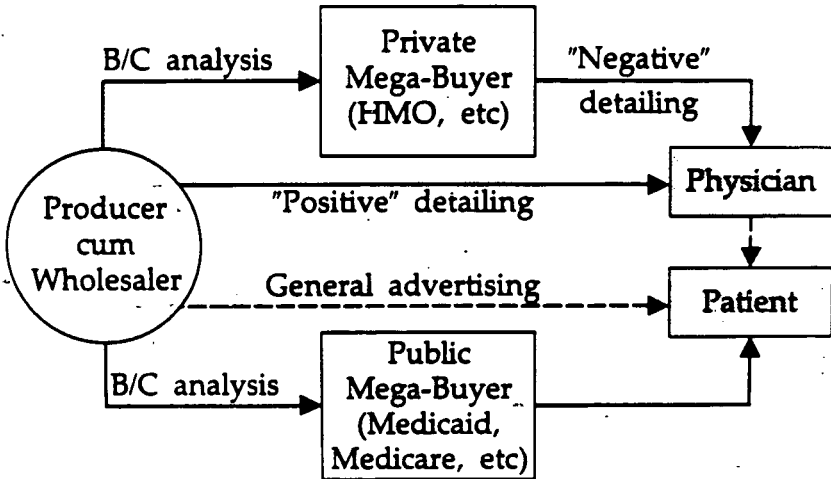 B/C analysis
Private
Mega-Buyer
(HMO, etc)
"Negative"
detailing
Physician
Producer
cum
Wholesaler
"Positive" detailing
General advertising
Patient
B/C analysis
Public
Mega-Buyer
(Medicaid,
Medicare, etc)